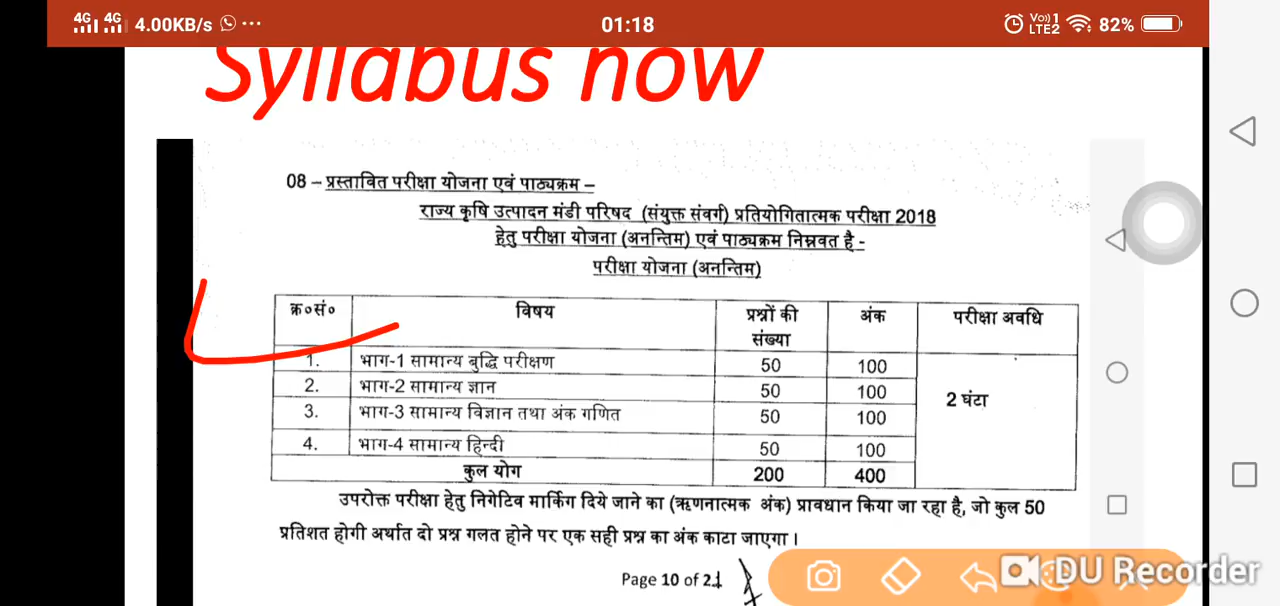 4G 4G 4.00KB/s ... 01:18 Vo)) 1 LTE2 82%
Syllabus now
08 – प्रस्तावित परीक्षा योजना एवं पाठ्यक्रम –
राज्य कृषि उत्पादन मंडी परिषद (संयुक्त संवर्ग) प्रतियोगितात्मक परीक्षा 2018
हेतु परीक्षा योजना (अनन्तिम) एवं पाठ्यक्रम निम्नवत है -
परीक्षा योजना (अनन्तिम)
क्र०सं० विषय प्रश्नों की संख्या अंक परीक्षा अवधि
1. भाग-1 सामान्य बुद्धि परीक्षण 50 100 2 घंटा
2. भाग-2 सामान्य ज्ञान 50 100
3. भाग-3 सामान्य विज्ञान तथा अंक गणित 50 100
4. भाग-4 सामान्य हिन्दी 50 100
कुल योग 200 400
उपरोक्त परीक्षा हेतु निगेटिव मार्किंग दिये जाने का (ऋणनात्मक अंक) प्रावधान किया जा रहा है, जो कुल 50
प्रतिशत होगी अर्थात दो प्रश्न गलत होने पर एक सही प्रश्न का अंक काटा जाएगा।
Page 10 of 21
DU Recorder